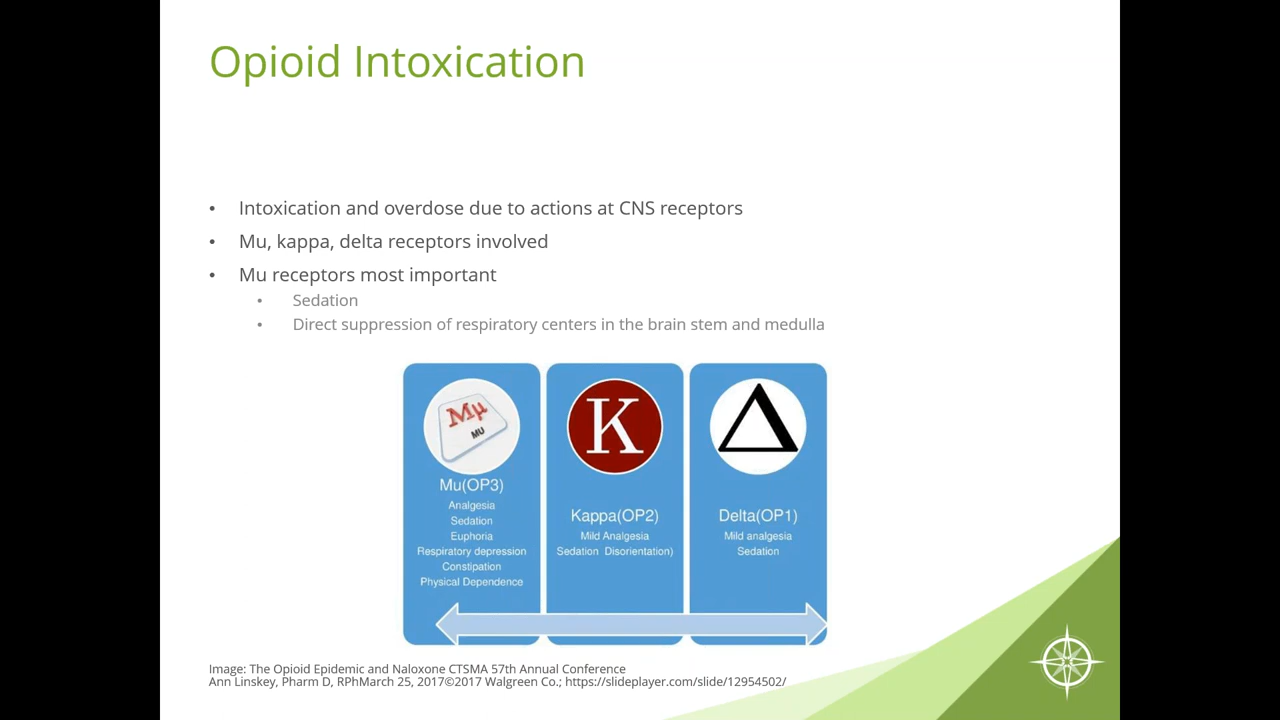 Opioid Intoxication
• Intoxication and overdose due to actions at CNS receptors
• Mu, kappa, delta receptors involved
• Mu receptors most important
• Sedation
• Direct suppression of respiratory centers in the brain stem and medulla
Mμ
MU
Mu(OP3)
Analgesia
Sedation
Euphoria
Respiratory depression
Constipation
Physical Dependence
K
Kappa(OP2)
Mild Analgesia
Sedation Disorientation)
Δ
Delta(OP1)
Mild analgesia
Sedation
Image: The Opioid Epidemic and Naloxone CTSMA 57th Annual Conference
Ann Linskey, Pharm D, RPhMarch 25, 2017©2017 Walgreen Co.; https://slideplayer.com/slide/12954502/